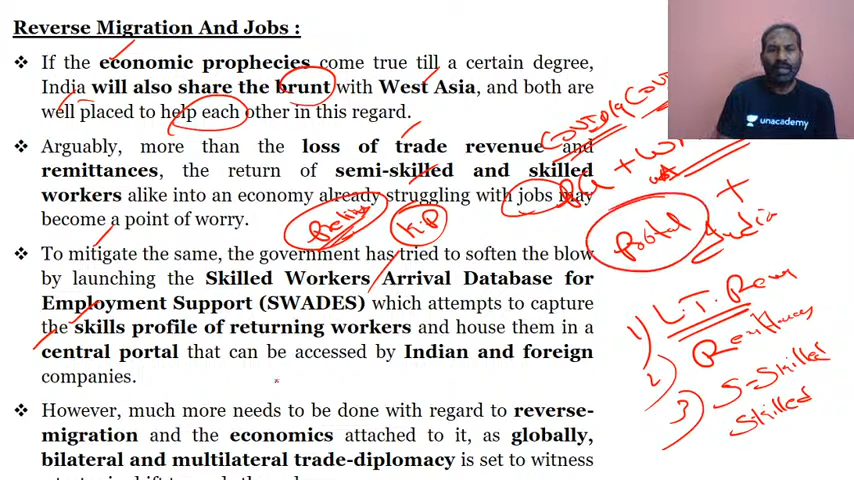 Reverse Migration And Jobs :
❖ If the economic prophecies come true till a certain degree,
India will also share the brunt with West Asia, and both are
well placed to help each other in this regard.
❖ Arguably, more than the loss of trade revenue and
remittances, the return of semi-skilled and skilled
workers alike into an economy already struggling with jobs may
become a point of worry.
❖ To mitigate the same, the government has tried to soften the blow
by launching the Skilled Workers Arrival Database for
Employment Support (SWADES) which attempts to capture
the skills profile of returning workers and house them in a
central portal that can be accessed by Indian and foreign
companies.
❖ However, much more needs to be done with regard to reverse-
migration and the economics attached to it, as globally,
bilateral and multilateral trade-diplomacy is set to witness
unacademy
Covid19
+
+
Portal
India
1) L.T. Rev
2) Remittances
3) S-Skilled
Skilled